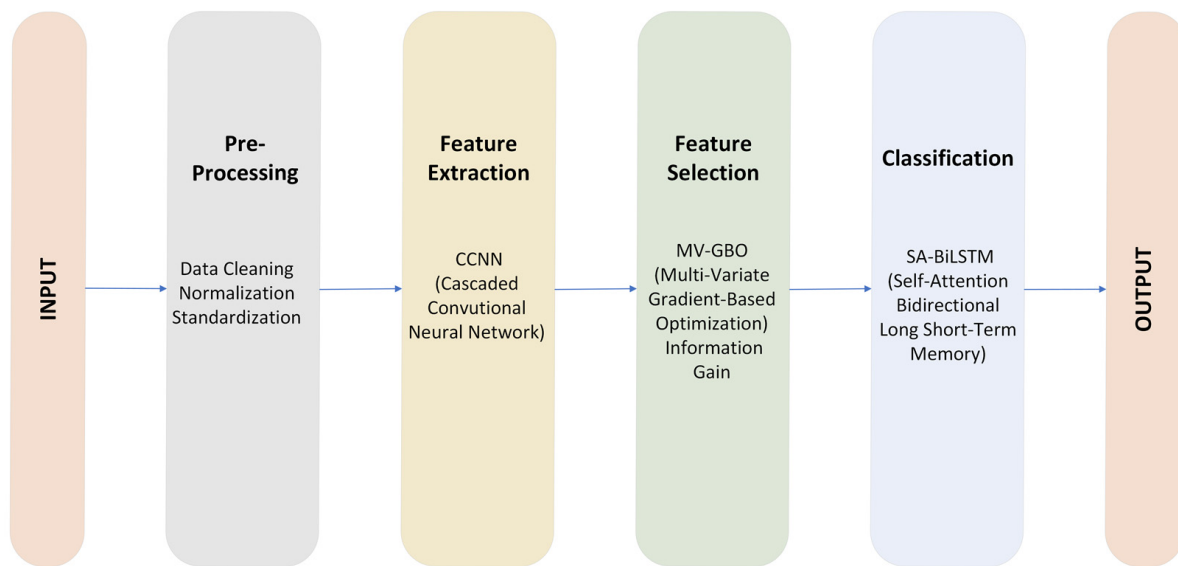 INPUT
Pre-
Processing
Data Cleaning
Normalization
Standardization
Feature
Extraction
CCNN
(Cascaded
Convutional
Neural Network)
Feature
Selection
MV-GBO
(Multi-Variate
Gradient-Based
Optimization)
Information
Gain
Classification
SA-BiLSTM
(Self-Attention
Bidirectional
Long Short-Term
Memory)
OUTPUT